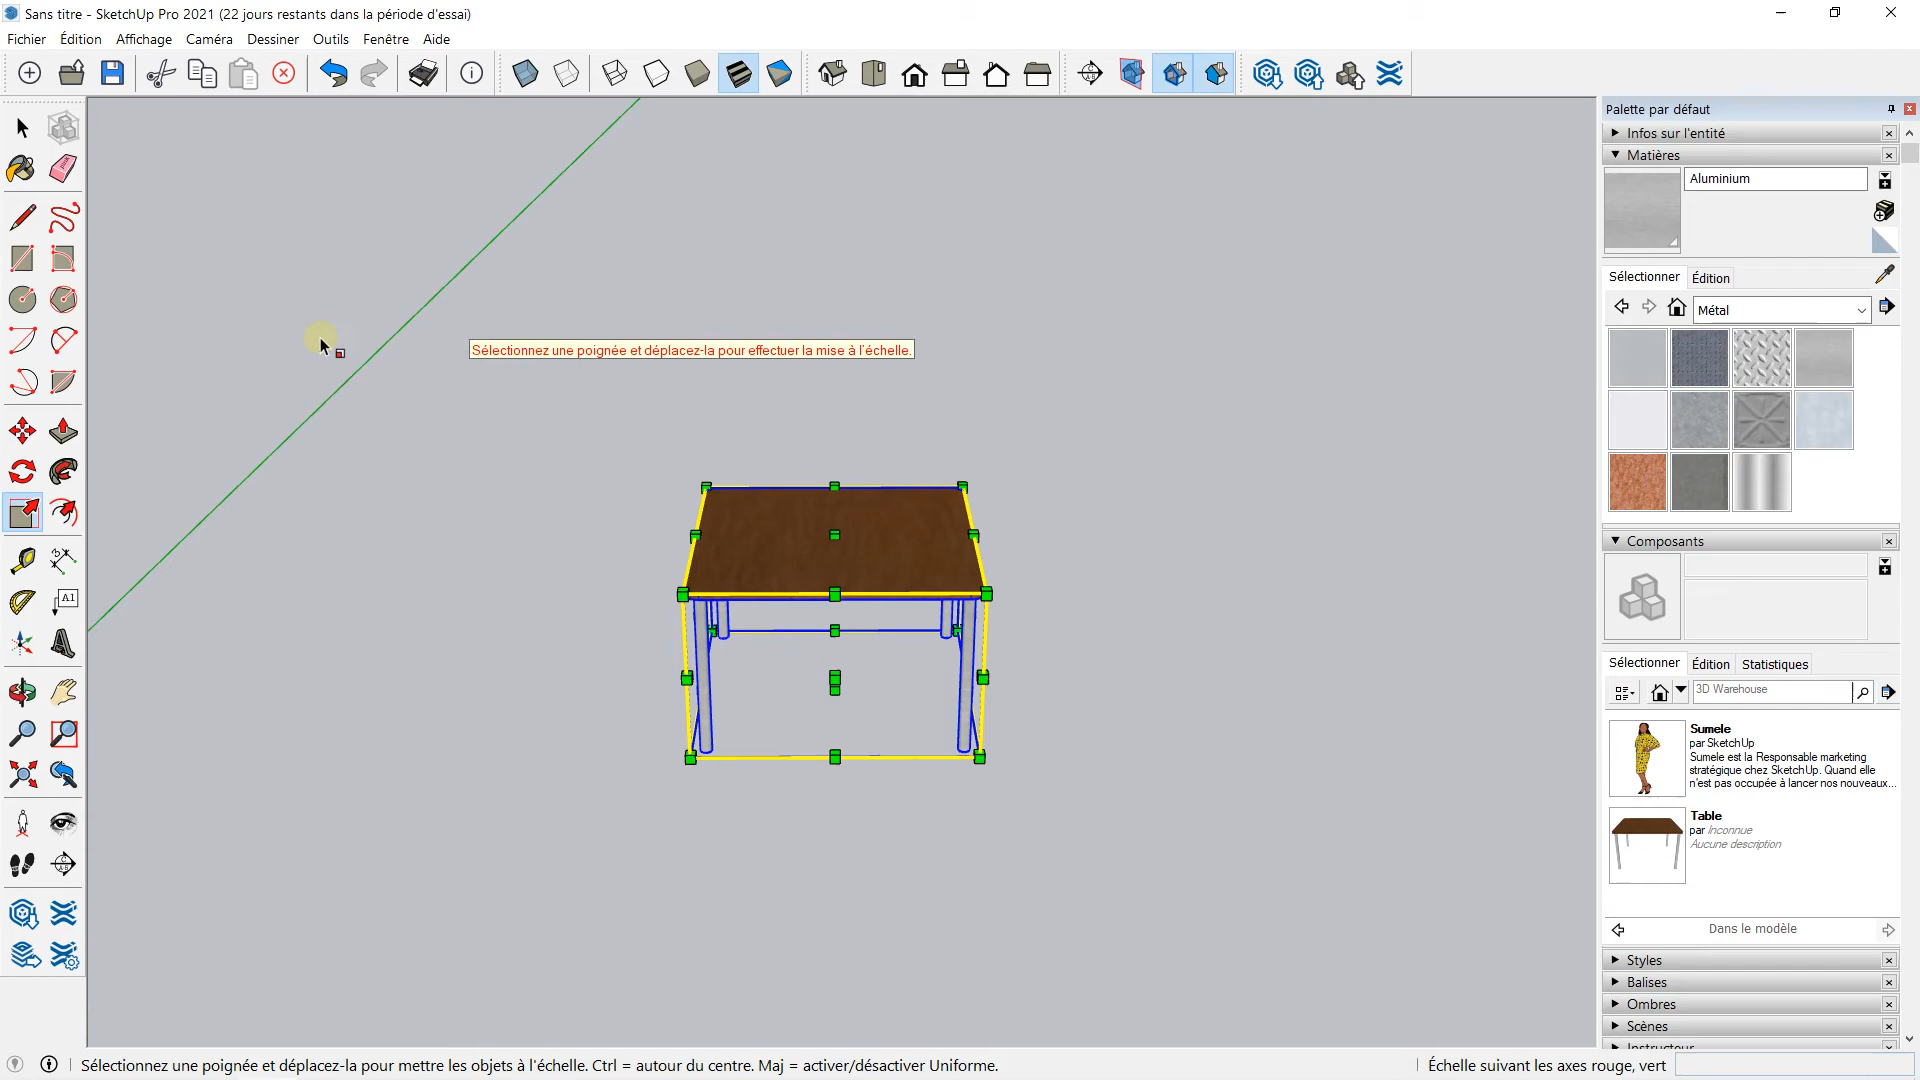 Sans titre - SketchUp Pro 2021 (22 jours restants dans la période d'essai)
Fichier Édition Affichage Caméra Dessiner Outils Fenêtre Aide
Palette par défaut
Infos sur l'entité
Matières
Aluminium
Sélectionner Édition
Métal
Sélectionnez une poignée et déplacez-la pour effectuer la mise à l'échelle.
A1
Composants
Sélectionner Édition Statistiques
3D Warehouse
Sumele
par SketchUp
Sumele est la Responsable marketing
stratégique chez SketchUp. Quand elle
n'est pas occupée à lancer nos nouveaux...
Table
par Inconnue
Aucune description
Dans le modèle
Styles
Balises
Ombres
Scènes
Instructeur
Sélectionnez une poignée et déplacez-la pour mettre les objets à l'échelle. Ctrl = autour du centre. Maj = activer/désactiver Uniforme.
Échelle suivant les axes rouge, vert